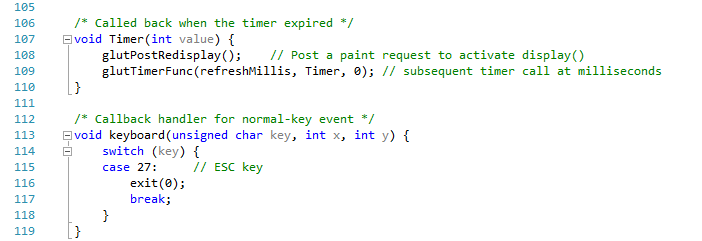 105
106 /* Called back when the timer expired */
107 void Timer(int value) {
108 glutPostRedisplay();    // Post a paint request to activate display()
109 glutTimerFunc(refreshMillis, Timer, 0); // subsequent timer call at milliseconds
110 }
111
112 /* Callback handler for normal-key event */
113 void keyboard(unsigned char key, int x, int y) {
114 switch (key) {
115 case 27:     // ESC key
116 exit(0);
117 break;
118 }
119 }